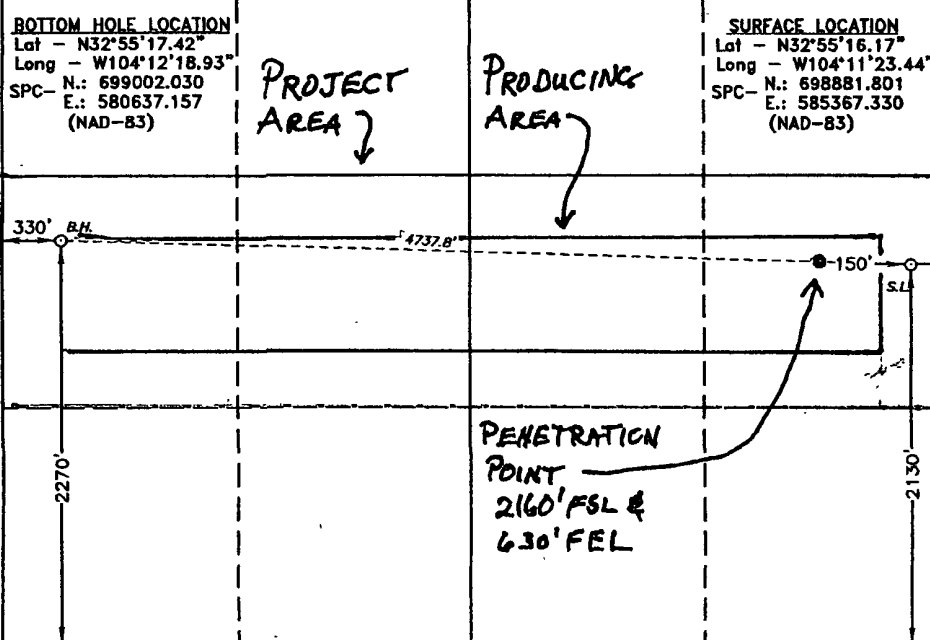 BOTTOM HOLE LOCATION
Lat - N32°55'17.42"
Long - W104°12'18.93"
SPC- N.: 699002.030
E.: 580637.157
(NAD-83)
SURFACE LOCATION
Lat - N32°55'16.17"
Long - W104°11'23.44"
SPC- N.: 698881.801
E.: 585367.330
(NAD-83)
PROJECT
AREA
PRODUCING
AREA
330'
B.H.
4737.8'
150'
S.L.
PENETRATION
POINT
2160' FSL &
630' FEL
2270'
2130'